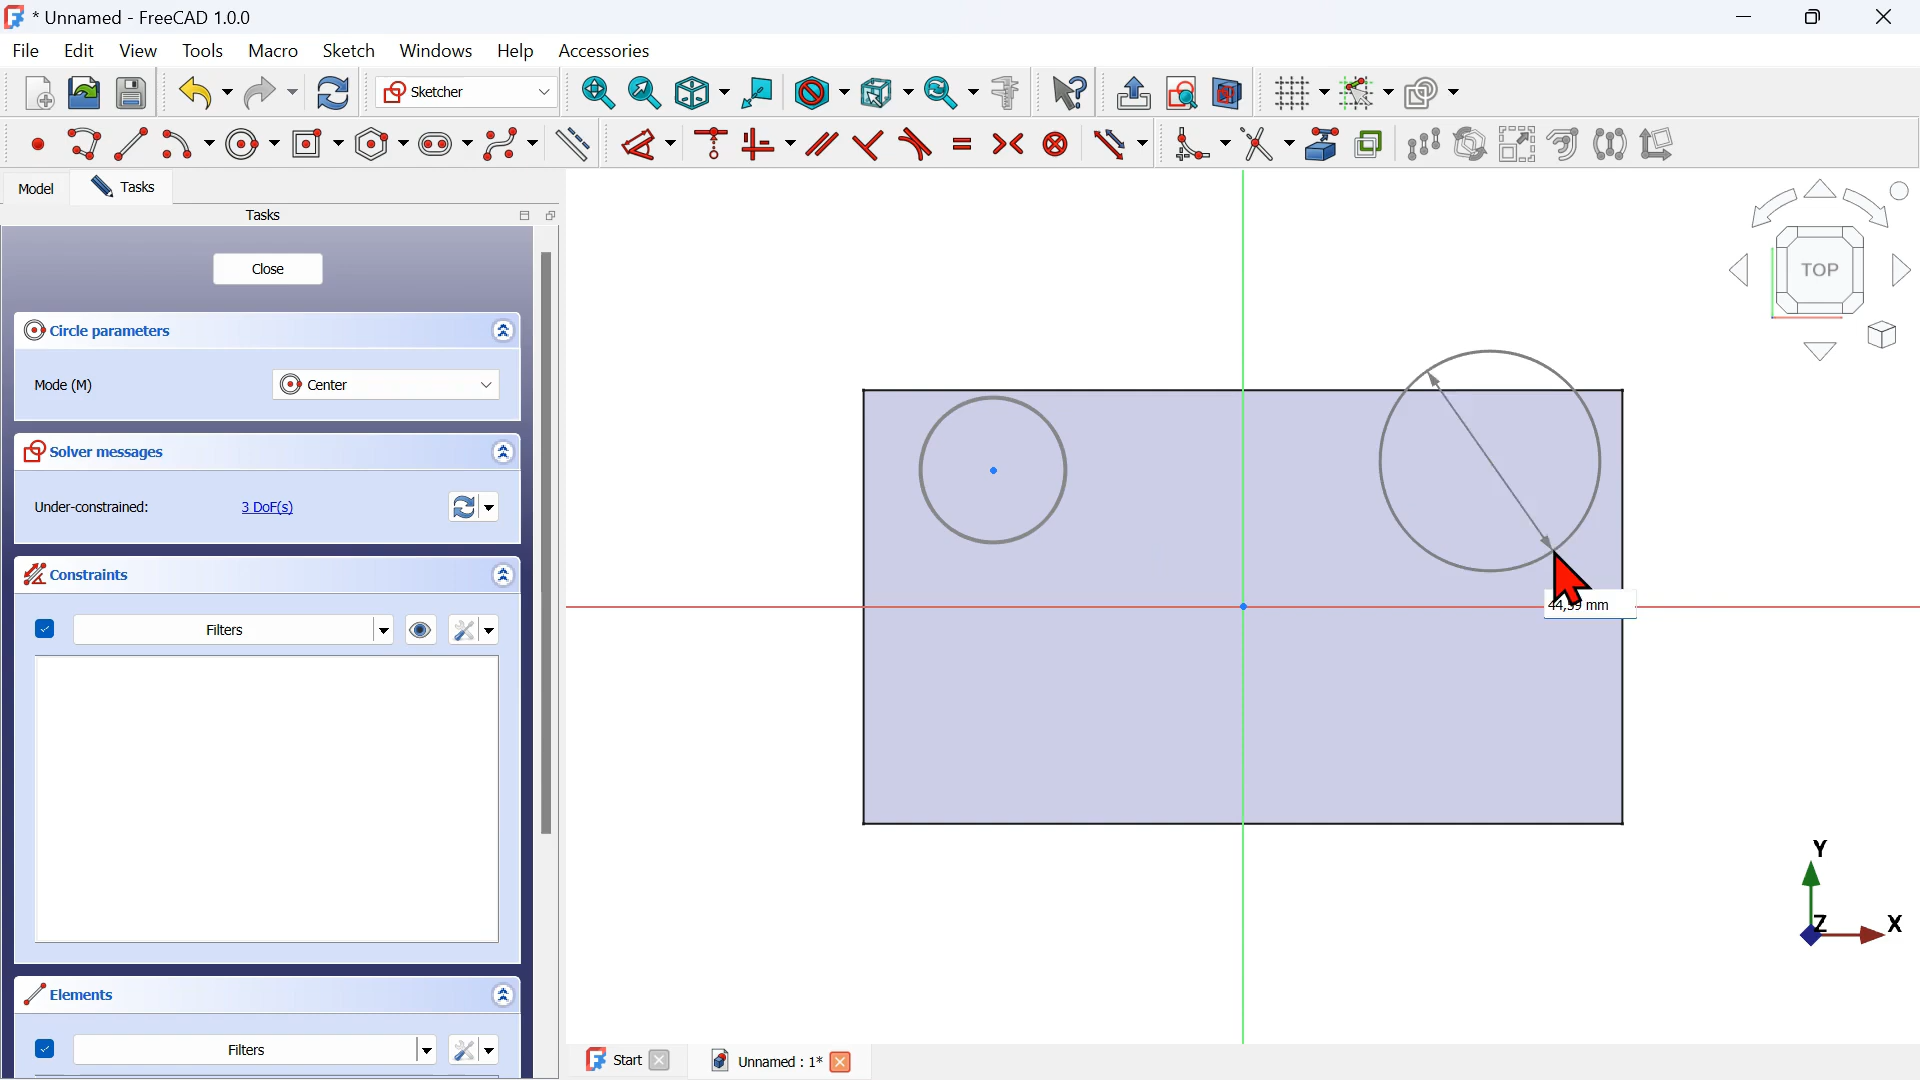 * Unnamed - FreeCAD 1.0.0
File Edit View Tools Macro Sketch Windows Help Accessories
Sketcher
Model Tasks
Tasks
Close
Circle parameters
Mode (M) Center
Solver messages
Under-constrained: 3 DoF(s)
Constraints
Filters
Elements
Filters
TOP
mm
Y
Z X
Start Unnamed : 1*